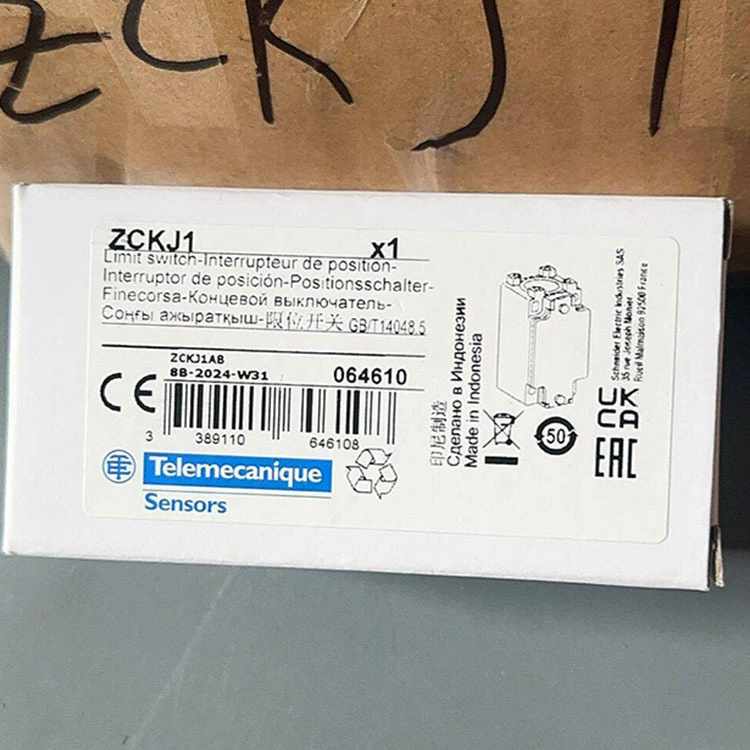 ZCKJ1
ZCKJ1 x1
Limit switch-Interrupteur de position-
Interruptor de posición-Positionsschalter-
Finecorsa-Концевой выключатель-
Соңғы ажыратқыш-限位开关 GB/T14048.5
ZCKJ1AB
8B-2024-W31 064610
CE
3 389110 646108
Telemecanique
Sensors
印尼制造
Сделано в Индонезии
Made in Indonesia
50
Schneider Electric Industries SAS
35 rue Joseph Monier
Rueil Malmaison 92500 France
UK
CA
EAC